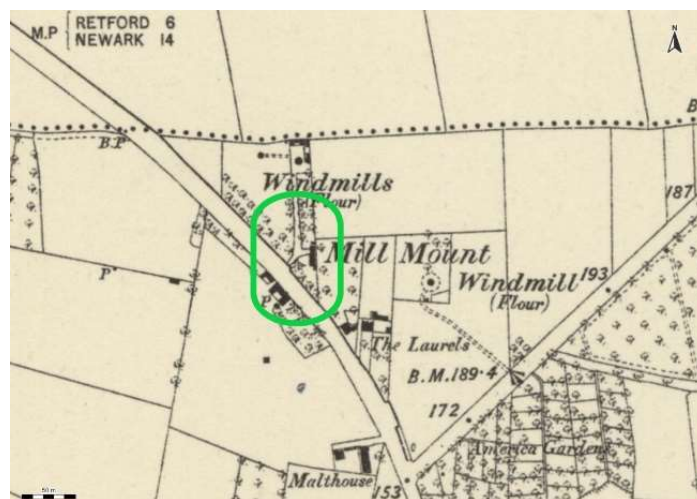 N
M.P RETFORD 6
NEWARK 14
B
B.P
Windmills
(Flour)
187
Mill Mount
P
193
Windmill
(Flour)
P
The Laurels
B.M. 189·4
172
America Gardens
Malthouse
153
50 m